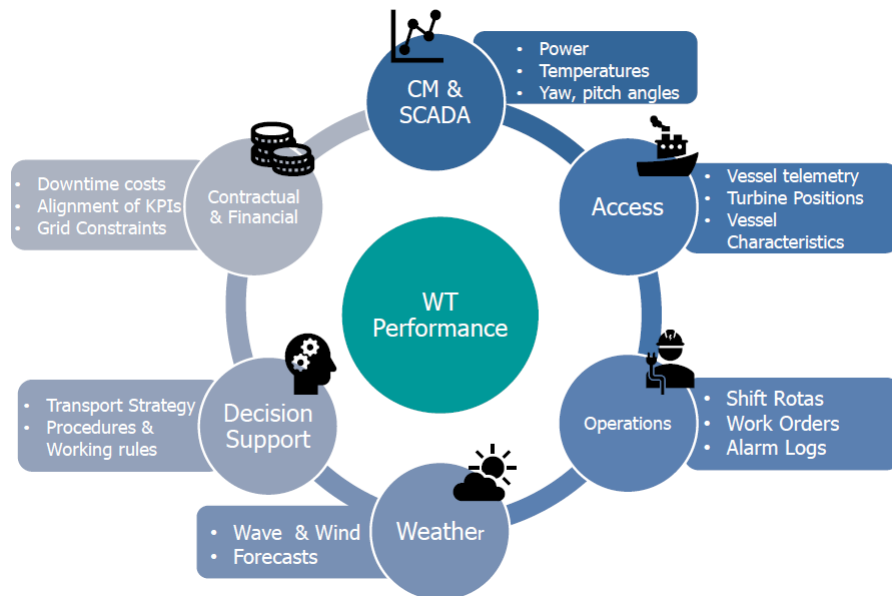 CM &
SCADA
• Power
• Temperatures
• Yaw, pitch angles
Access
• Vessel telemetry
• Turbine Positions
• Vessel
Characteristics
Operations
• Shift Rotas
• Work Orders
• Alarm Logs
Weather
• Wave & Wind
• Forecasts
Decision
Support
• Transport Strategy
• Procedures &
Working rules
Contractual
& Financial
• Downtime costs
• Alignment of KPIs
• Grid Constraints
WT
Performance